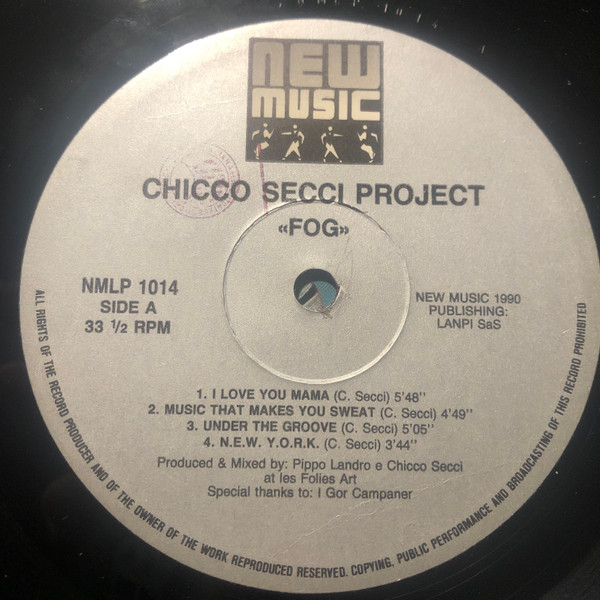 NEW
MUSIC
CHICCO SECCI PROJECT
«FOG»
NMLP 1014
SIDE A
33 1/2 RPM
NEW MUSIC 1990
PUBLISHING:
LANPI SaS
1. I LOVE YOU MAMA (C. Secci) 5'48"
2. MUSIC THAT MAKES YOU SWEAT (C. Secci) 4'49"
3. UNDER THE GROOVE (C. Secci) 5'05"
4. N.E.W. Y.O.R.K. (C. Secci) 3'44"
Produced & Mixed by: Pippo Landro e Chicco Secci
at les Folies Art
Special thanks to: I Gor Campaner
ALL RIGHTS OF THE RECORD PRODUCER AND OF THE OWNER OF THE WORK REPRODUCED RESERVED. COPYING, PUBLIC PERFORMANCE AND BROADCASTING OF THIS RECORD PROHIBITED